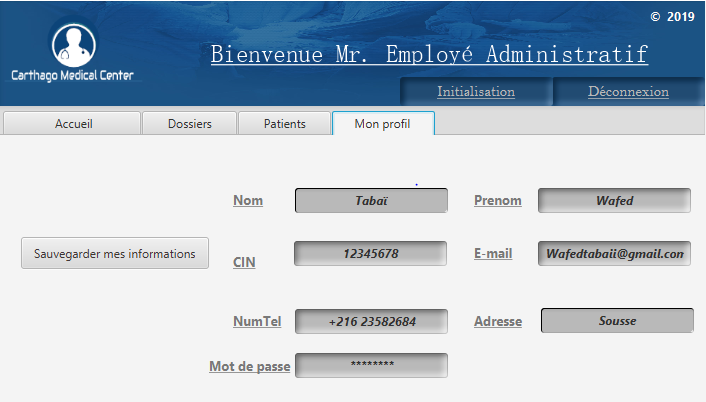 © 2019
Bienvenue Mr. Employé Administratif
Carthago Medical Center
Initialisation Déconnexion
Accueil Dossiers Patients Mon profil
Nom Tabaï Prenom Wafed
Sauvegarder mes informations
CIN 12345678 E-mail Wafedtabaii@gmail.con
NumTel +216 23582684 Adresse Sousse
Mot de passe ********